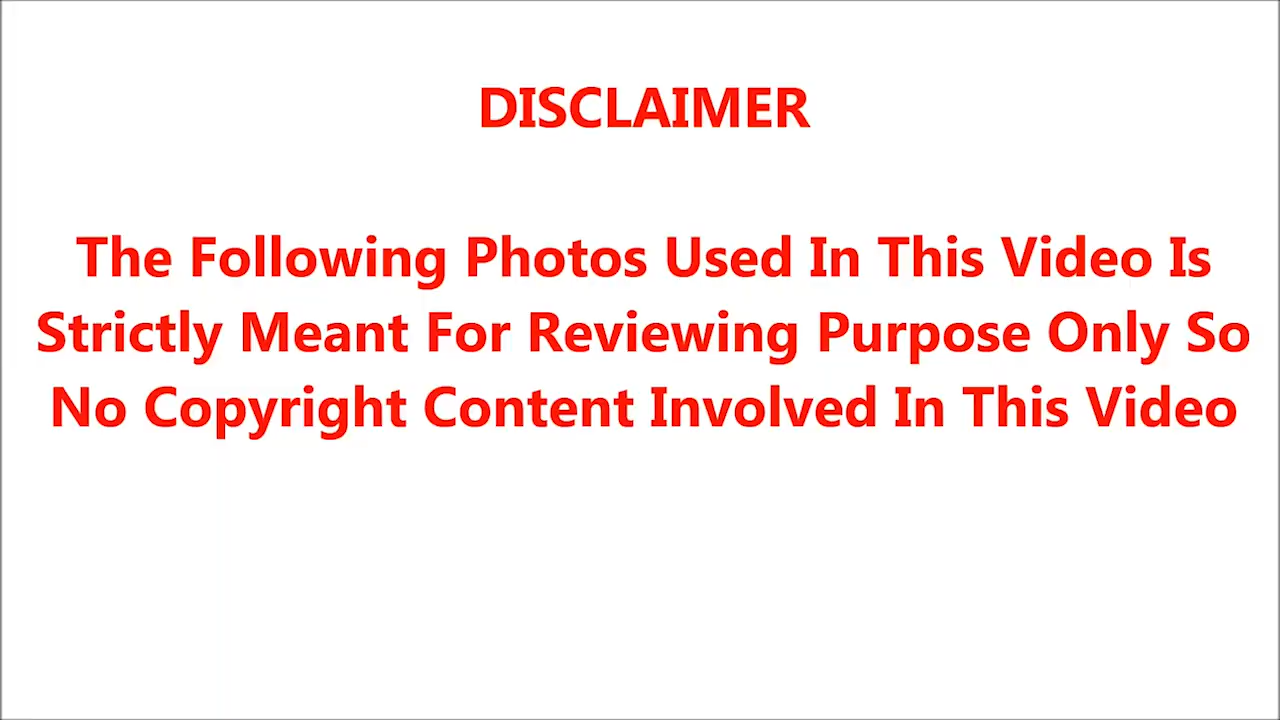 DISCLAIMER
The Following Photos Used In This Video Is
Strictly Meant For Reviewing Purpose Only So
No Copyright Content Involved In This Video